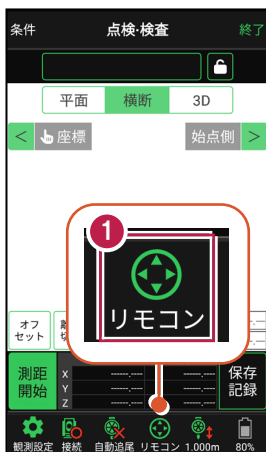 条件 点検･検査 終了
平面 横断 3D
< 座標 始点側 >
1
リモコン
オフ
セット
測距
開始
X ------.---- ------.----
Y ------.---- ------.----
Z ------.---- ------.----
保存
記録
観測設定 接続 自動追尾 リモコン 1.000m 80%